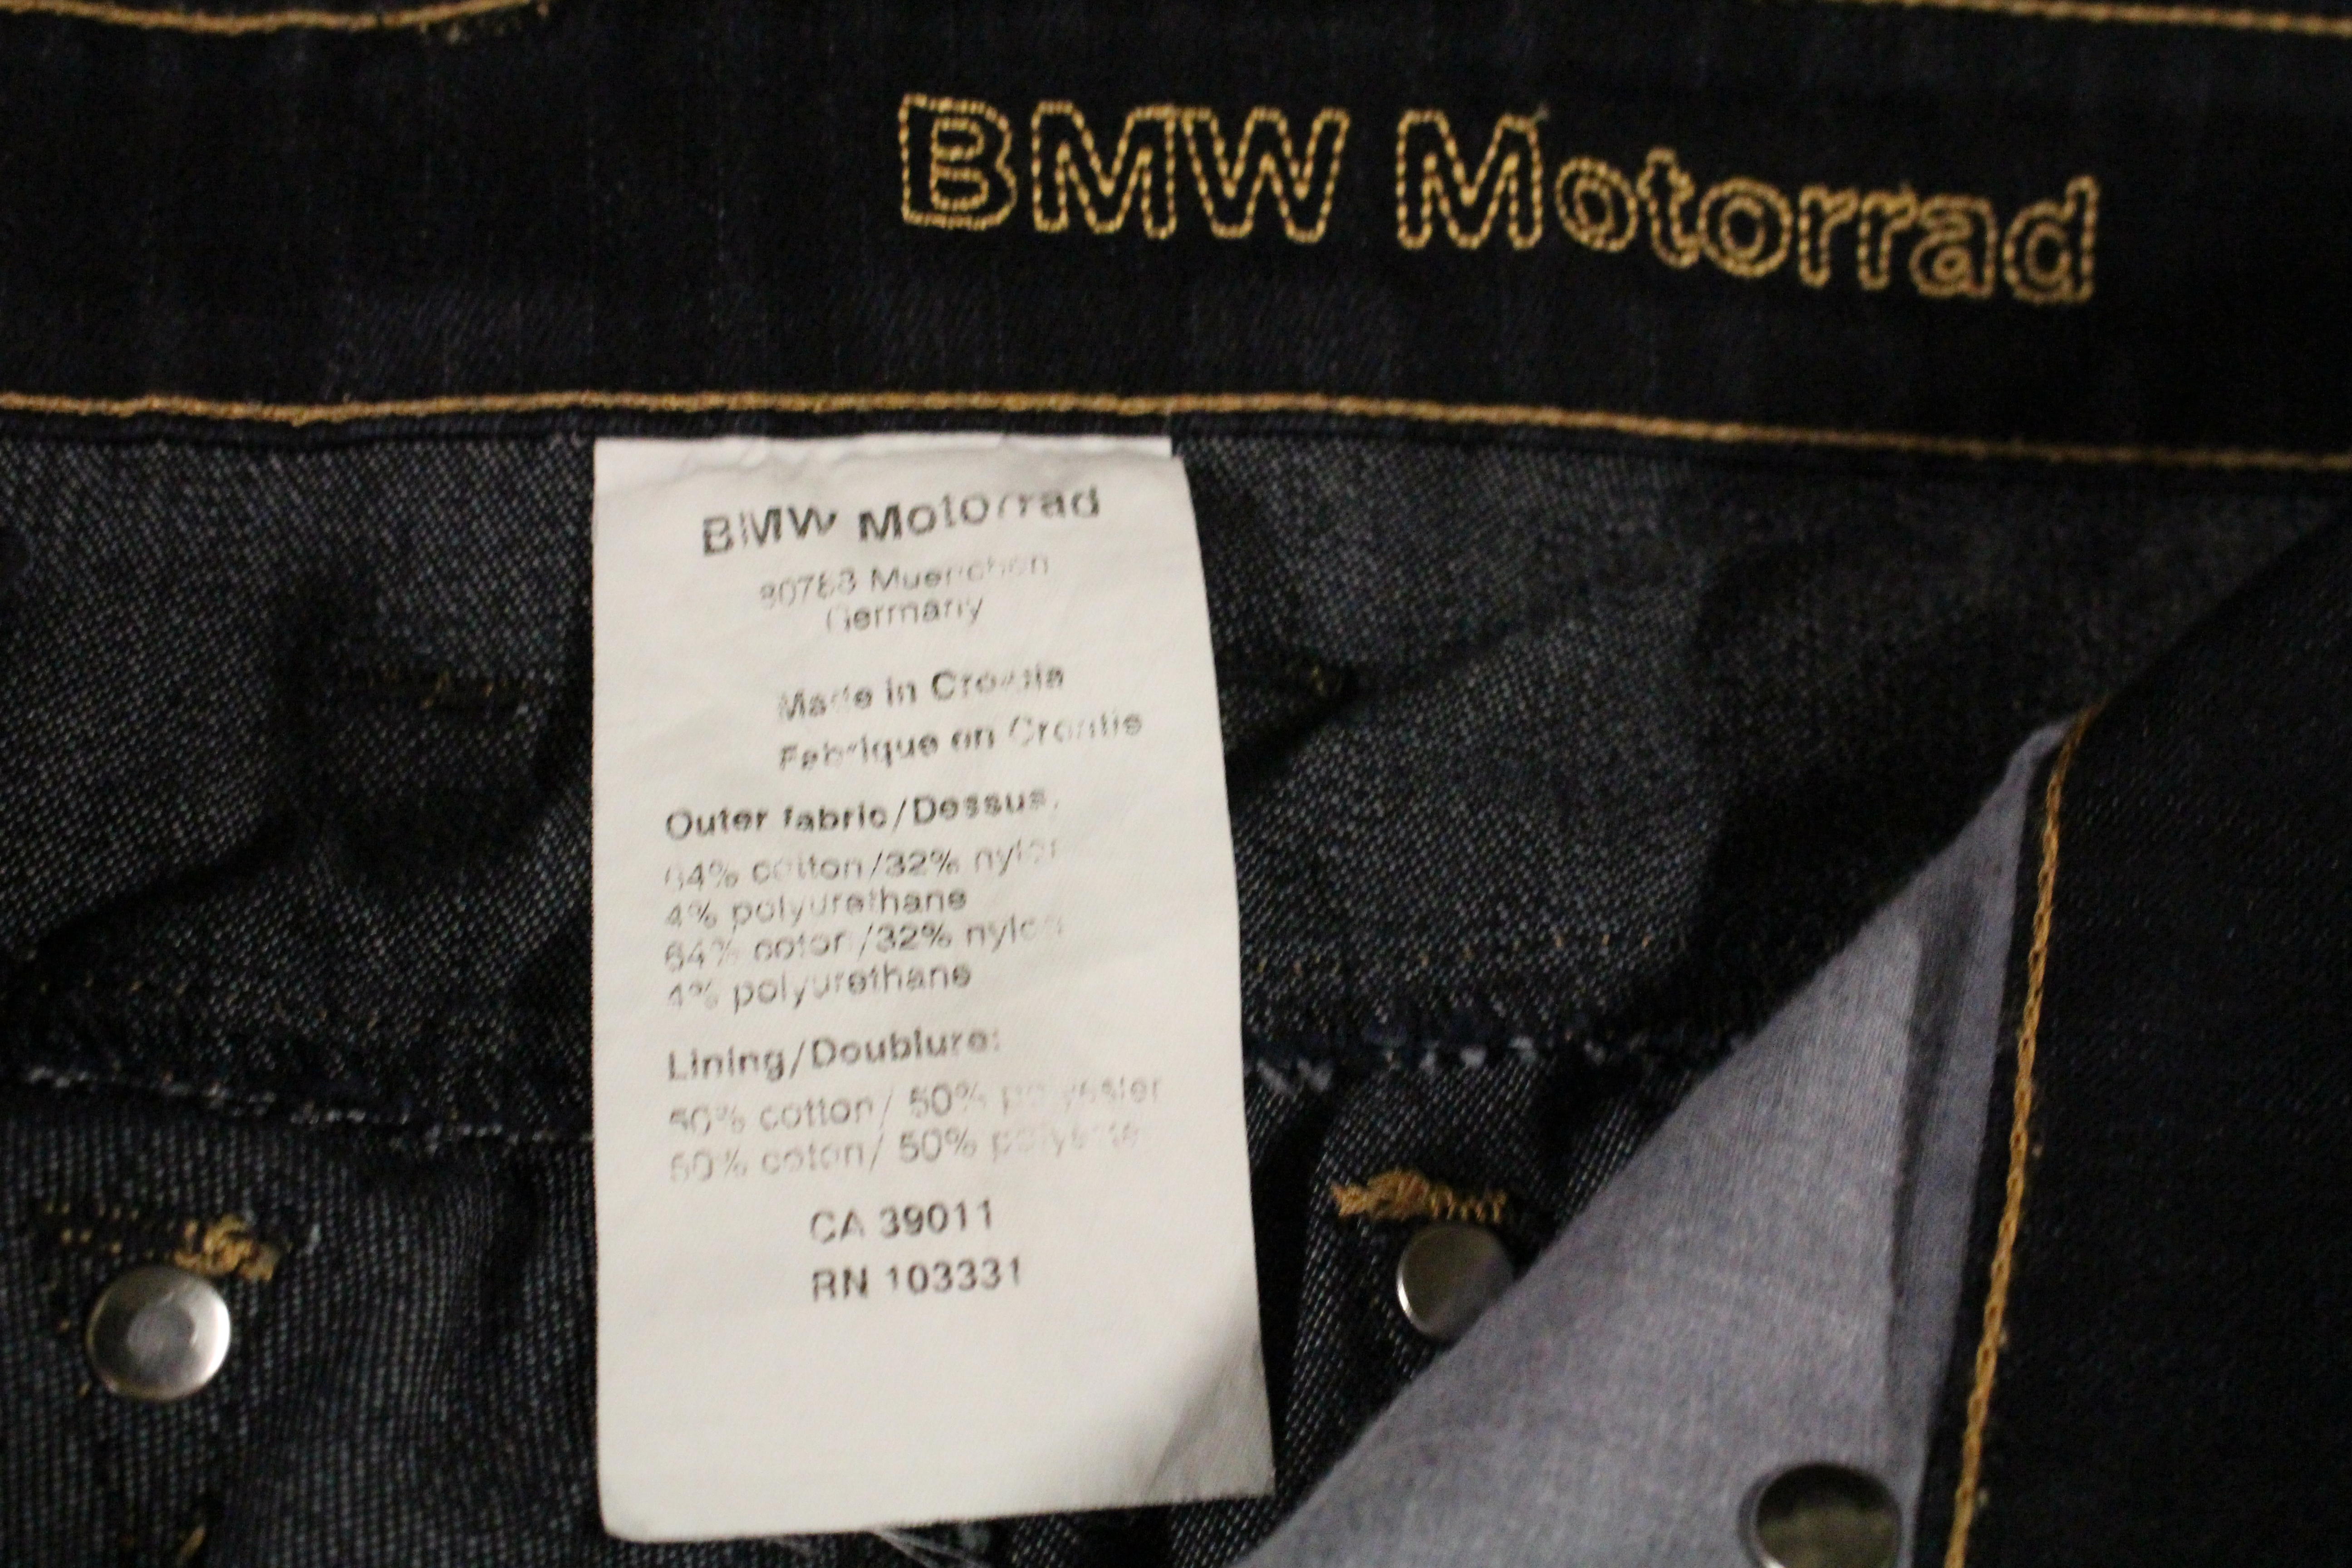 BMW Motorrad
BMW Motorrad
80788 Muenchen
Germany
Made in Croatia
Fabrique en Croatie
Outer fabric/Dessus:
64% cotton/32% nylon
4% polyurethane
64% coton/32% nylon
4% polyurethane
Lining/Doublure:
50% cotton/ 50% polyester
50% coton/ 50% polyester
CA 39011
RN 103331